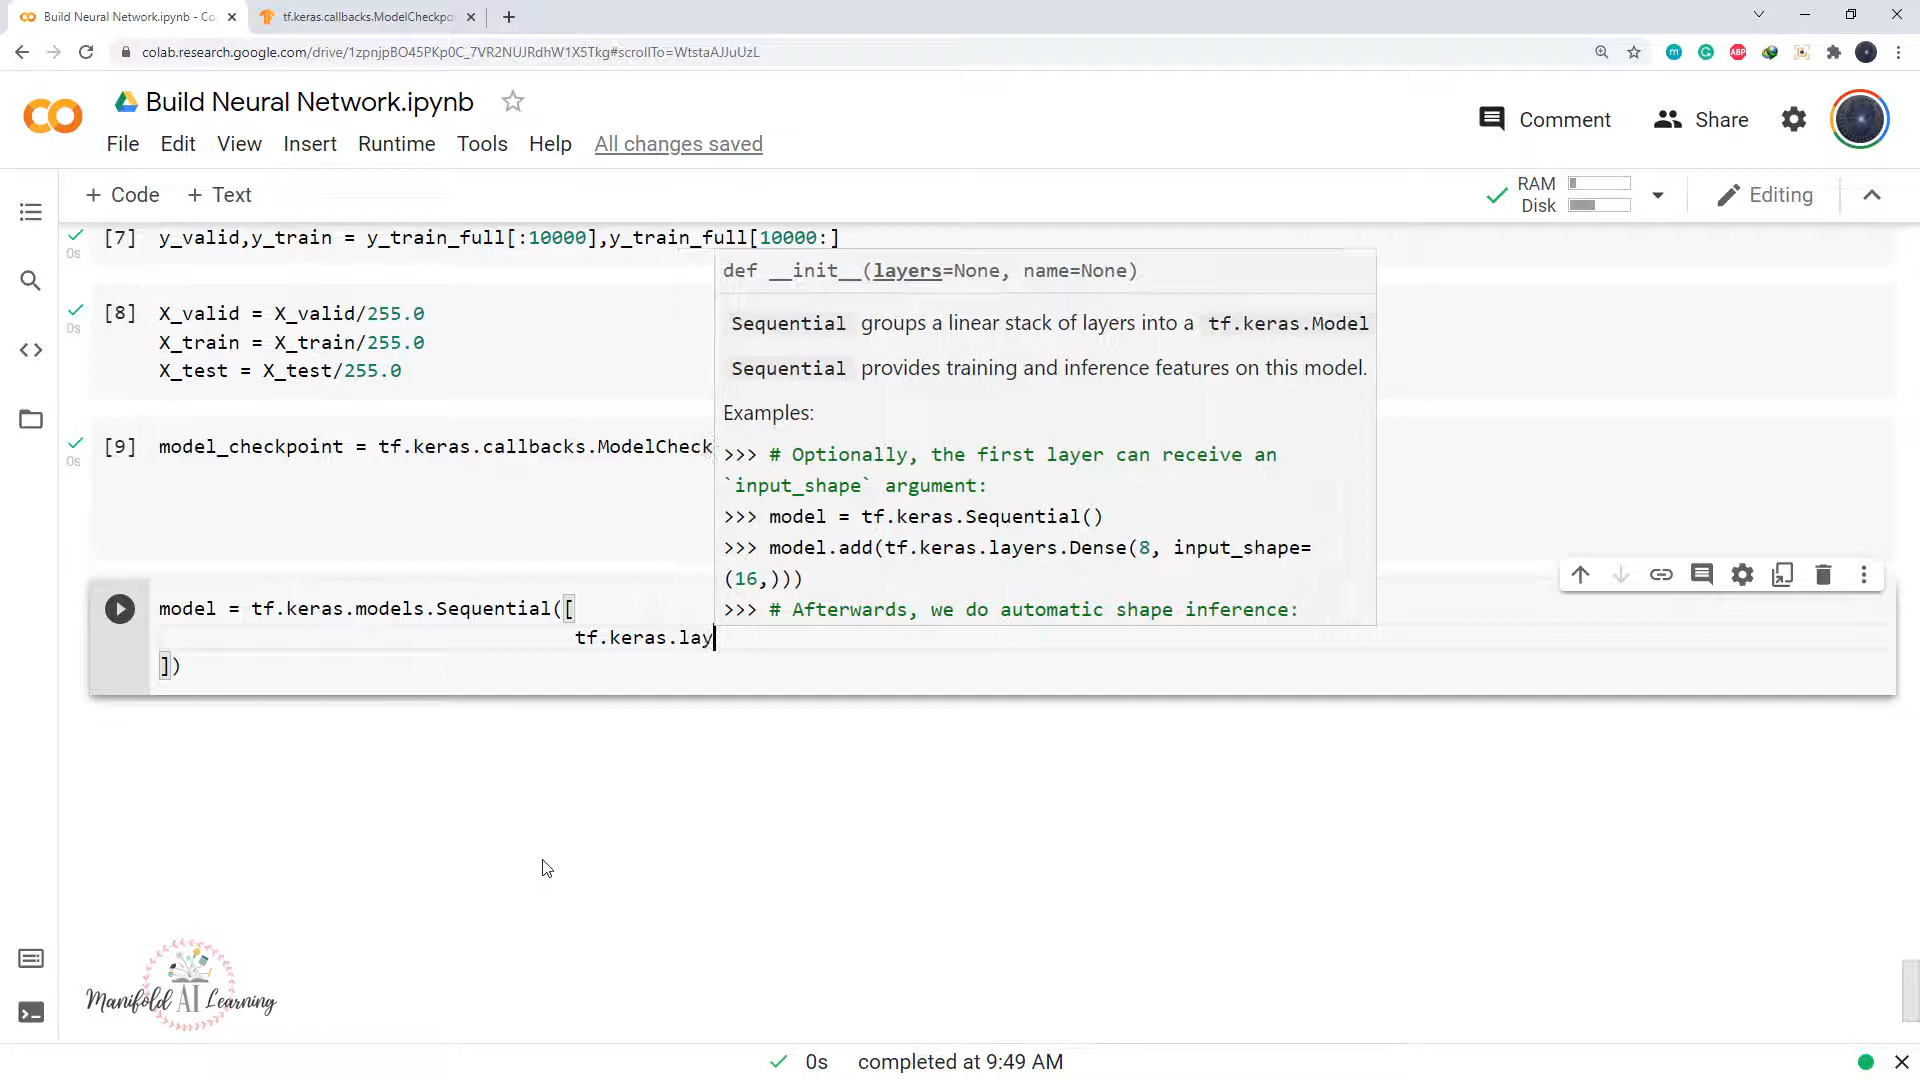 Build Neural Network.ipynb - Co
tf.keras.callbacks.ModelCheckpo
colab.research.google.com/drive/1zpnjpBO45PKp0C_7VR2NUJRdhW1X5Tkg#scrollTo=WtstaAJJuUzL
Build Neural Network.ipynb
Comment
Share
File Edit View Insert Runtime Tools Help All changes saved
+ Code + Text
RAM
Disk
Editing
[7] y_valid,y_train = y_train_full[:10000],y_train_full[10000:]
0s
[8] X_valid = X_valid/255.0
0s
X_train = X_train/255.0
X_test = X_test/255.0
[9] model_checkpoint = tf.keras.callbacks.ModelCheck
0s
def __init__(layers=None, name=None)
Sequential groups a linear stack of layers into a tf.keras.Model
Sequential provides training and inference features on this model.
Examples:
>>> # Optionally, the first layer can receive an
`input_shape` argument:
>>> model = tf.keras.Sequential()
>>> model.add(tf.keras.layers.Dense(8, input_shape=
(16,)))
>>> # Afterwards, we do automatic shape inference:
model = tf.keras.models.Sequential([
tf.keras.lay
])
Manifold AI Learning
0s completed at 9:49 AM